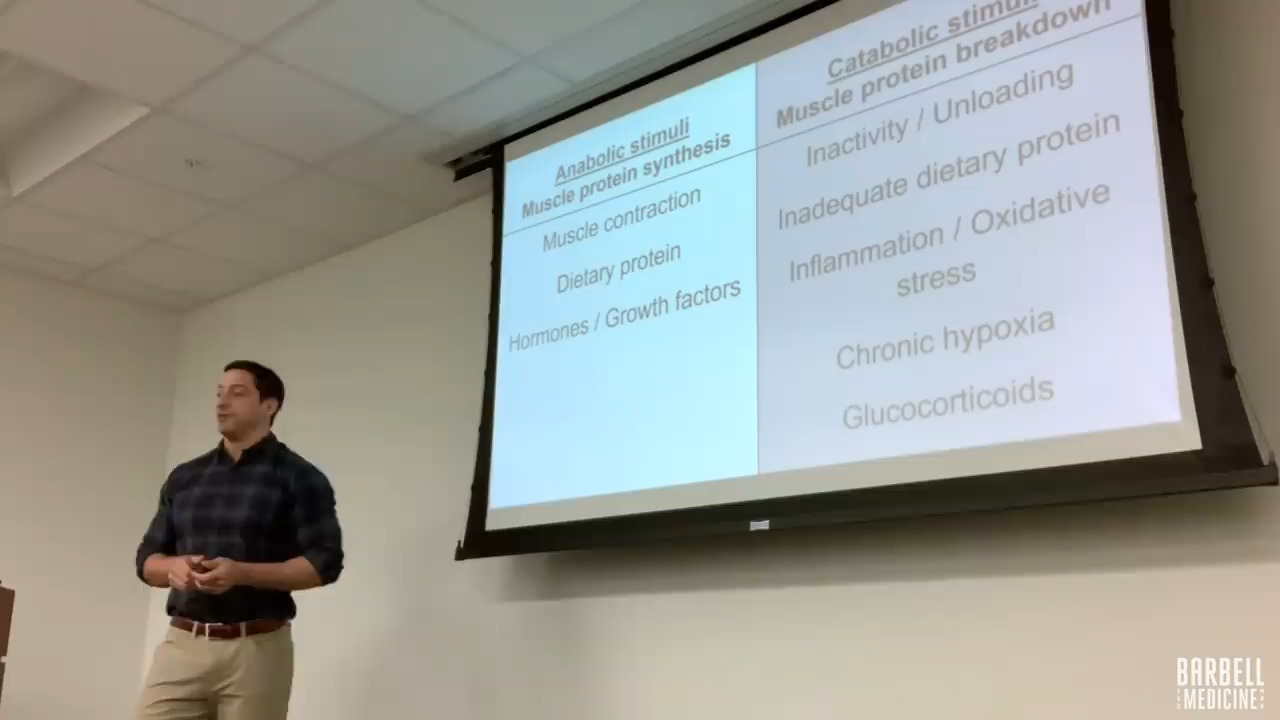 Anabolic stimuli
Muscle protein synthesis
Muscle contraction
Dietary protein
Hormones / Growth factors
Catabolic stimuli
Muscle protein breakdown
Inactivity / Unloading
Inadequate dietary protein
Inflammation / Oxidative
stress
Chronic hypoxia
Glucocorticoids
BARBELL
MEDICINE